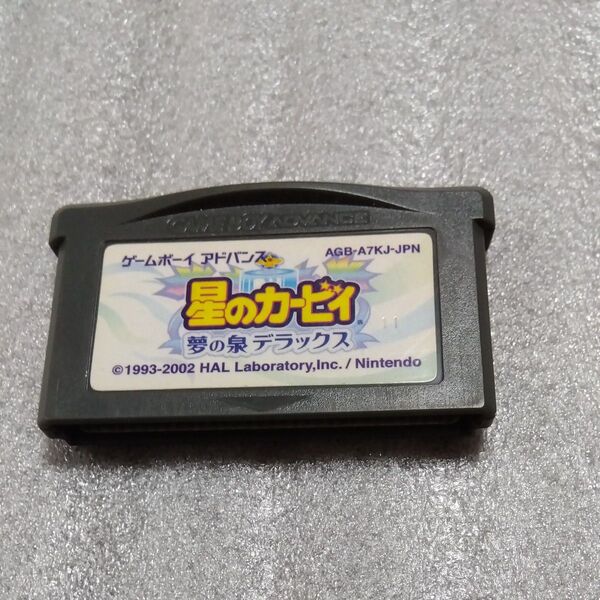 GAME BOY ADVANCE
ゲームボーイ アドバンス
AGB-A7KJ-JPN
星のカービィ
夢の泉 デラックス
11
©1993-2002 HAL Laboratory,Inc. / Nintendo